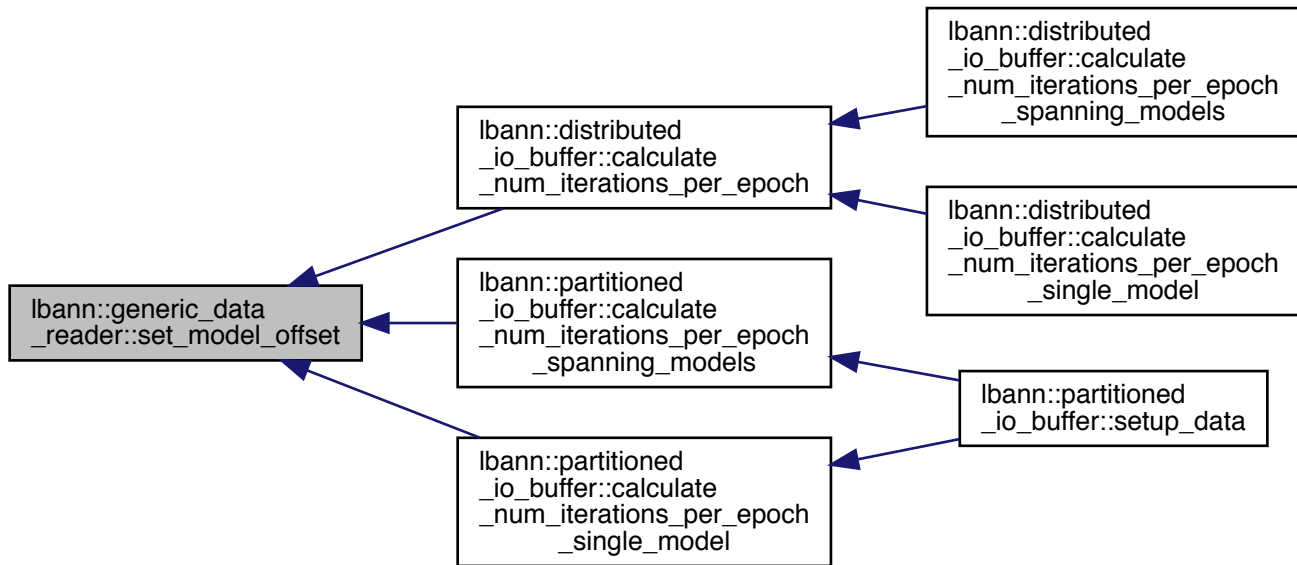 lbann::generic_data
_reader::set_model_offset
lbann::distributed
_io_buffer::calculate
_num_iterations_per_epoch
lbann::partitioned
_io_buffer::calculate
_num_iterations_per_epoch
_spanning_models
lbann::partitioned
_io_buffer::calculate
_num_iterations_per_epoch
_single_model
lbann::distributed
_io_buffer::calculate
_num_iterations_per_epoch
_spanning_models
lbann::distributed
_io_buffer::calculate
_num_iterations_per_epoch
_single_model
lbann::partitioned
_io_buffer::setup_data